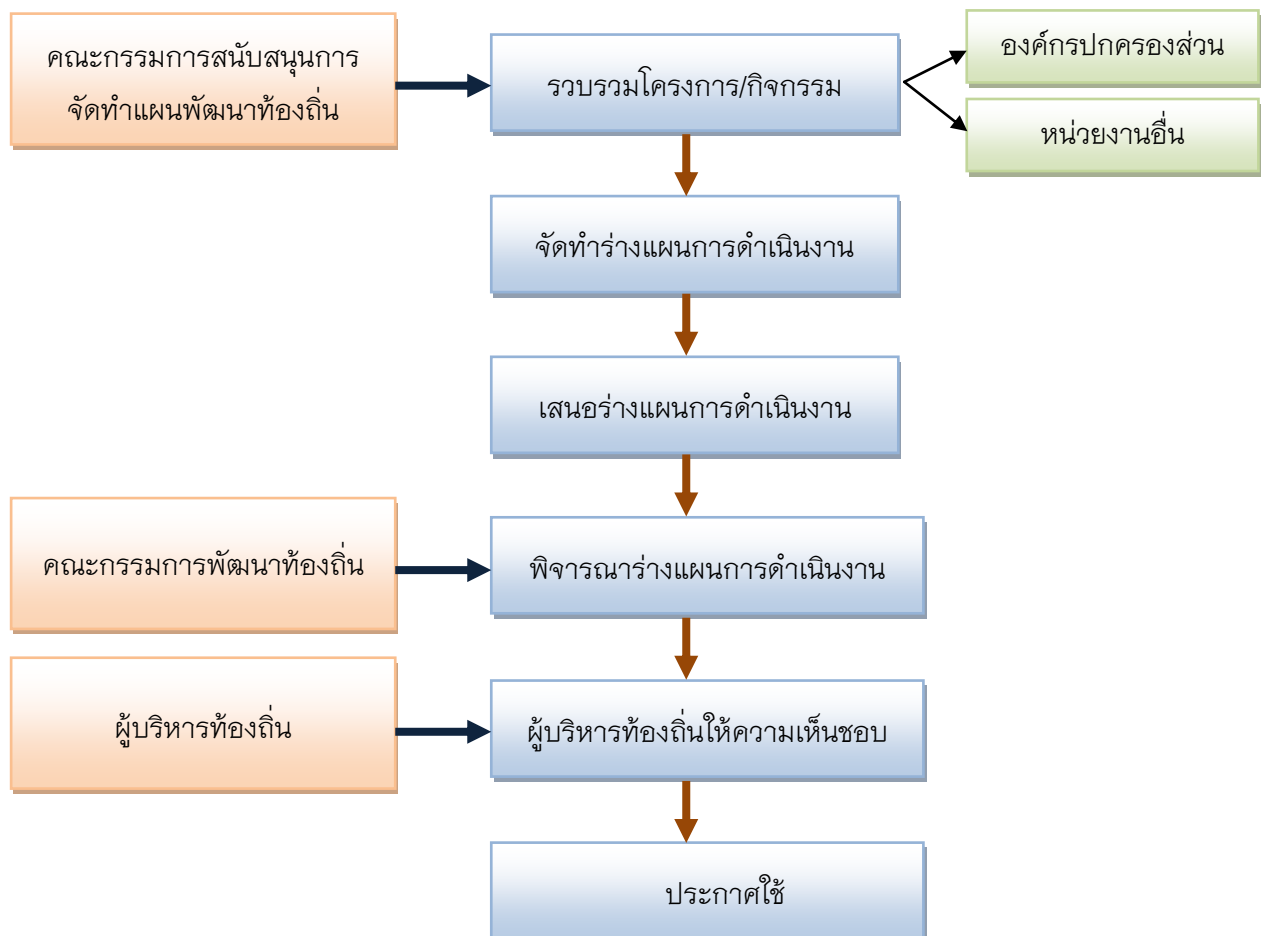 คณะกรรมการสนับสนุนการ
จัดทำแผนพัฒนาท้องถิ่น
รวบรวมโครงการ/กิจกรรม
องค์กรปกครองส่วน
หน่วยงานอื่น
จัดทำร่างแผนการดำเนินงาน
เสนอร่างแผนการดำเนินงาน
คณะกรรมการพัฒนาท้องถิ่น
พิจารณาร่างแผนการดำเนินงาน
ผู้บริหารท้องถิ่น
ผู้บริหารท้องถิ่นให้ความเห็นชอบ
ประกาศใช้